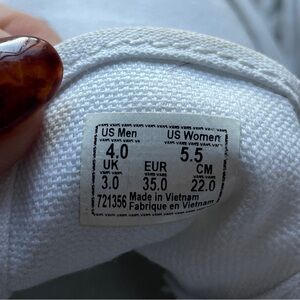 US Men US Women
4.0 5.5
UK EUR CM
3.0 35.0 22.0
721356 Made in Vietnam
Fabrique en Vietnam